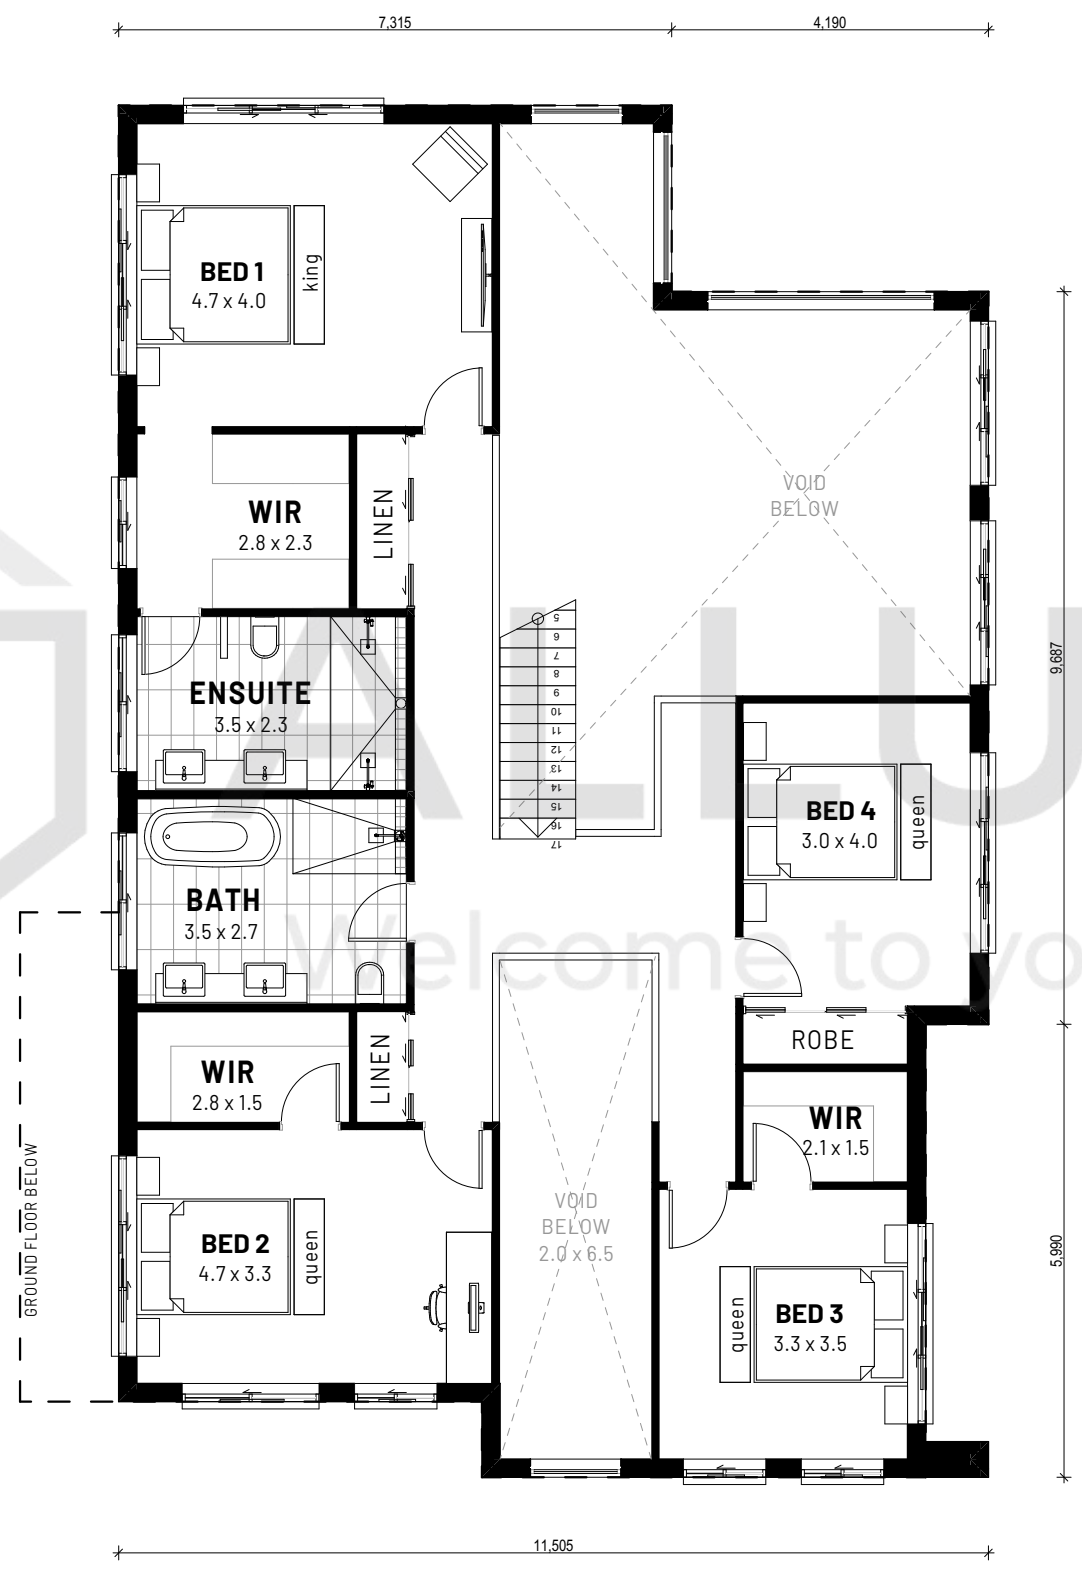 7,315
4,190
BED 1
4.7 x 4.0
king
VOID
BELOW
WIR
2.8 x 2.3
LINEN
5
6
7
8
9
10
11
12
13
14
15
16
17
ENSUITE
3.5 x 2.3
9,687
ALLU
BED 4
3.0 x 4.0
queen
BATH
3.5 x 2.7
Welcome to yo
ROBE
WIR
2.8 x 1.5
LINEN
WIR
2.1 x 1.5
GROUND FLOOR BELOW
VOID
BELOW
2.0 x 6.5
BED 2
4.7 x 3.3
queen
5,990
BED 3
3.3 x 3.5
queen
11,505